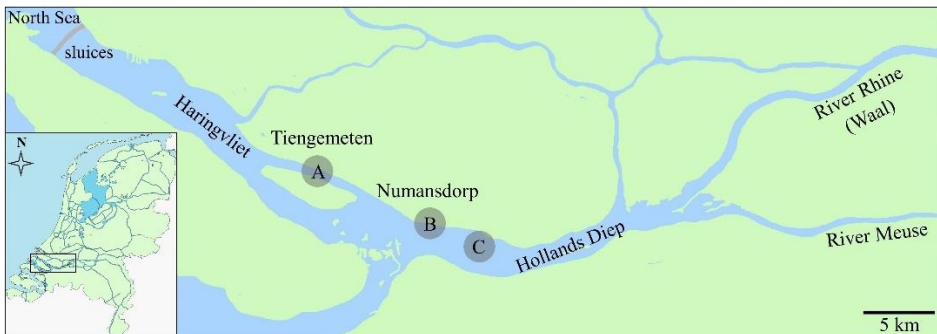 North Sea
sluices
Haringvliet
Tiengemeten
A
Numansdorp
B
C
Hollands Diep
River Rhine
(Waal)
River Meuse
N
5 km